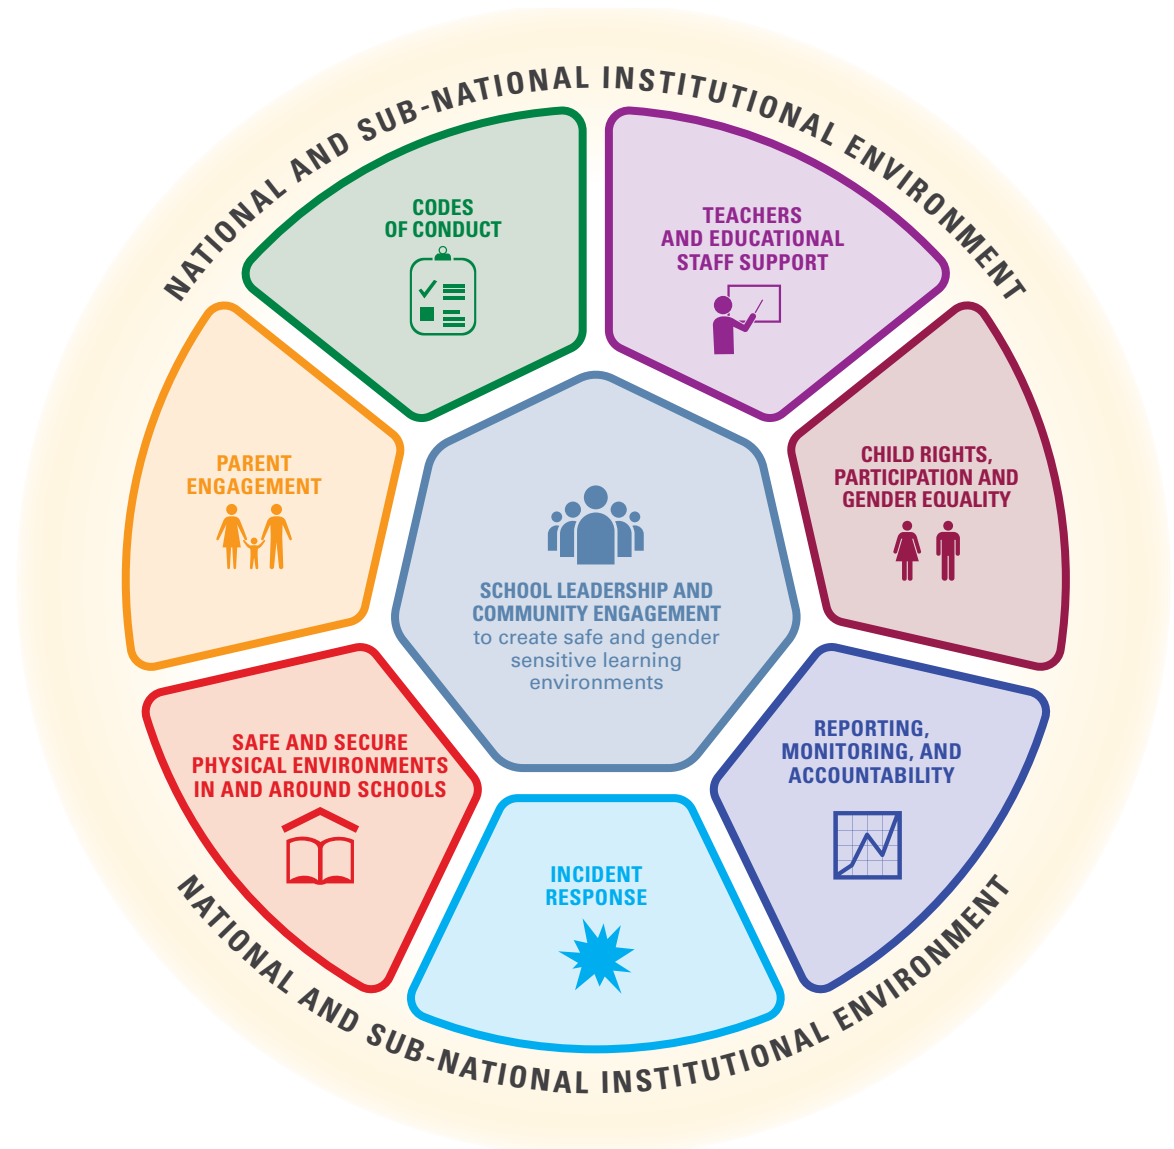 NATIONAL AND SUB-NATIONAL INSTITUTIONAL ENVIRONMENT
CODES
OF CONDUCT
TEACHERS
AND EDUCATIONAL
STAFF SUPPORT
PARENT
ENGAGEMENT
CHILD RIGHTS,
PARTICIPATION AND
GENDER EQUALITY
SCHOOL LEADERSHIP AND
COMMUNITY ENGAGEMENT
to create safe and gender
sensitive learning
environments
SAFE AND SECURE
PHYSICAL ENVIRONMENTS
IN AND AROUND SCHOOLS
REPORTING,
MONITORING, AND
ACCOUNTABILITY
INCIDENT
RESPONSE
NATIONAL AND SUB-NATIONAL INSTITUTIONAL ENVIRONMENT